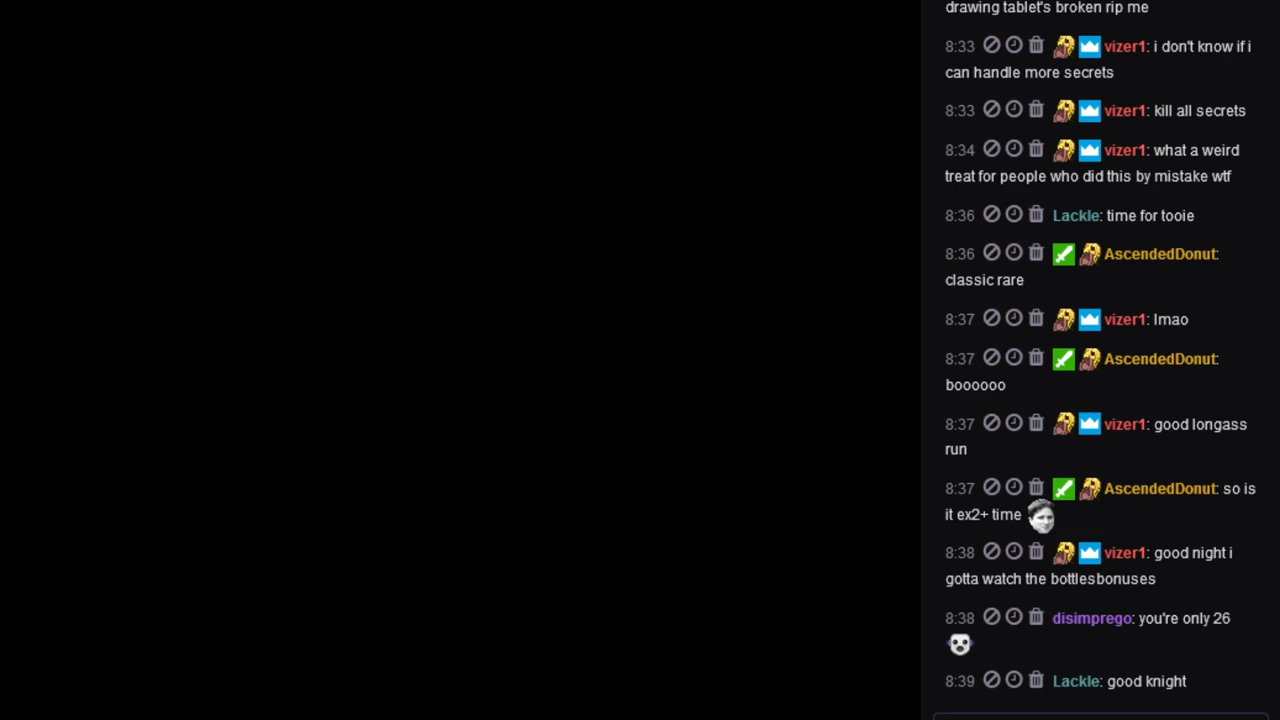 drawing tablet's broken rip me
8:33 vizer1: i don't know if i
can handle more secrets
8:33 vizer1: kill all secrets
8:34 vizer1: what a weird
treat for people who did this by mistake wtf
8:36 Lackle: time for tooie
8:36 AscendedDonut:
classic rare
8:37 vizer1: lmao
8:37 AscendedDonut:
boooooo
8:37 vizer1: good longass
run
8:37 AscendedDonut: so is
it ex2+ time
8:38 vizer1: good night i
gotta watch the bottlesbonuses
8:38 disimprego: you're only 26
8:39 Lackle: good knight